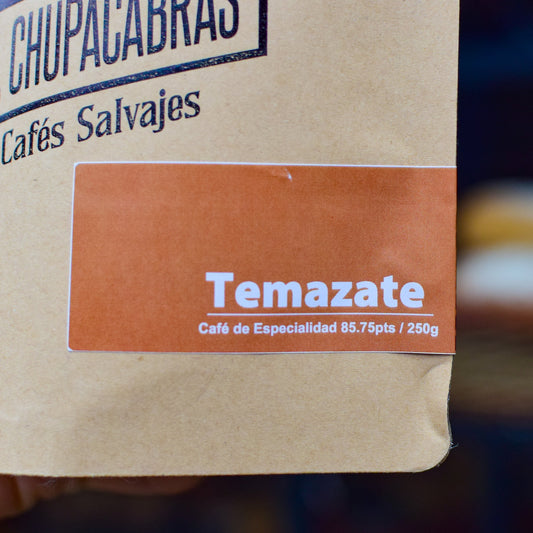 CHUPACABRAS
Cafés Salvajes
Temazate
Café de Especialidad 85.75pts / 250g